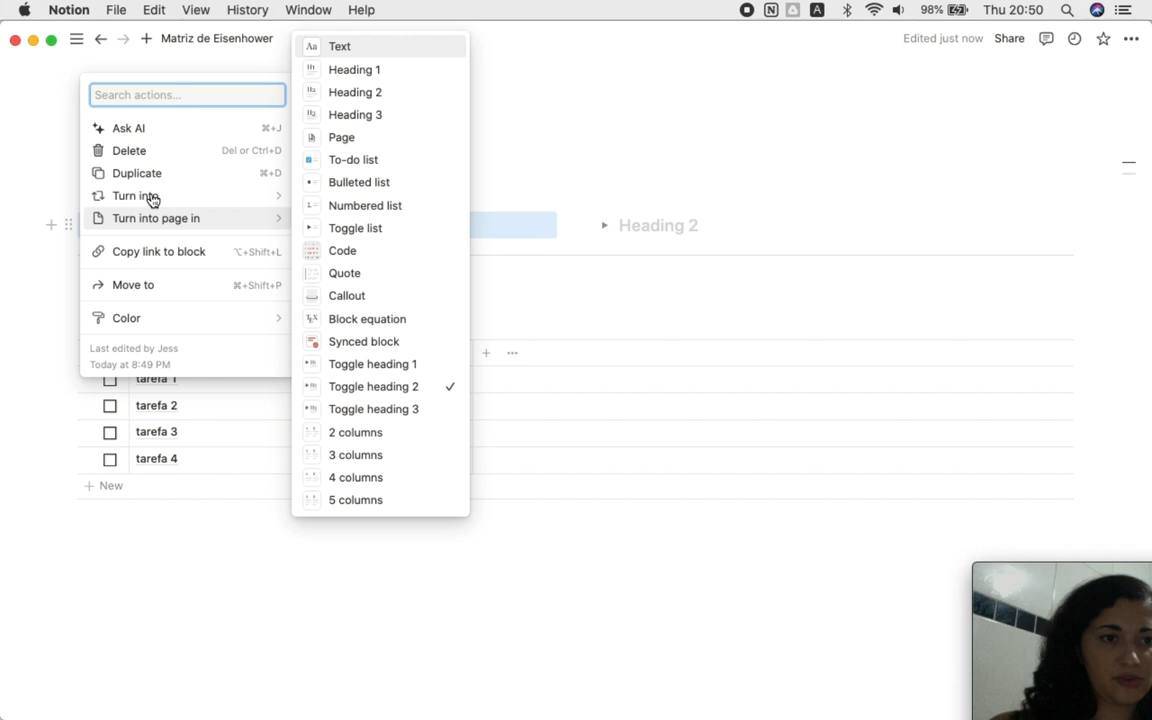 Notion File Edit View History Window Help 98% Thu 20:50
Matriz de Eisenhower Edited just now Share
Search actions...
Ask AI ⌘+J
Delete Del or Ctrl+D
Duplicate ⌘+D
Turn into
Turn into page in
Copy link to block ⌥+Shift+L
Move to ⌘+Shift+P
Color
Last edited by Jess
Today at 8:49 PM
Text
Heading 1
Heading 2
Heading 3
Page
To-do list
Bulleted list
Numbered list
Toggle list
Code
Quote
Callout
Block equation
Synced block
Toggle heading 1
Toggle heading 2
Toggle heading 3
2 columns
3 columns
4 columns
5 columns
Heading 2
tarefa 1
tarefa 2
tarefa 3
tarefa 4
+ New